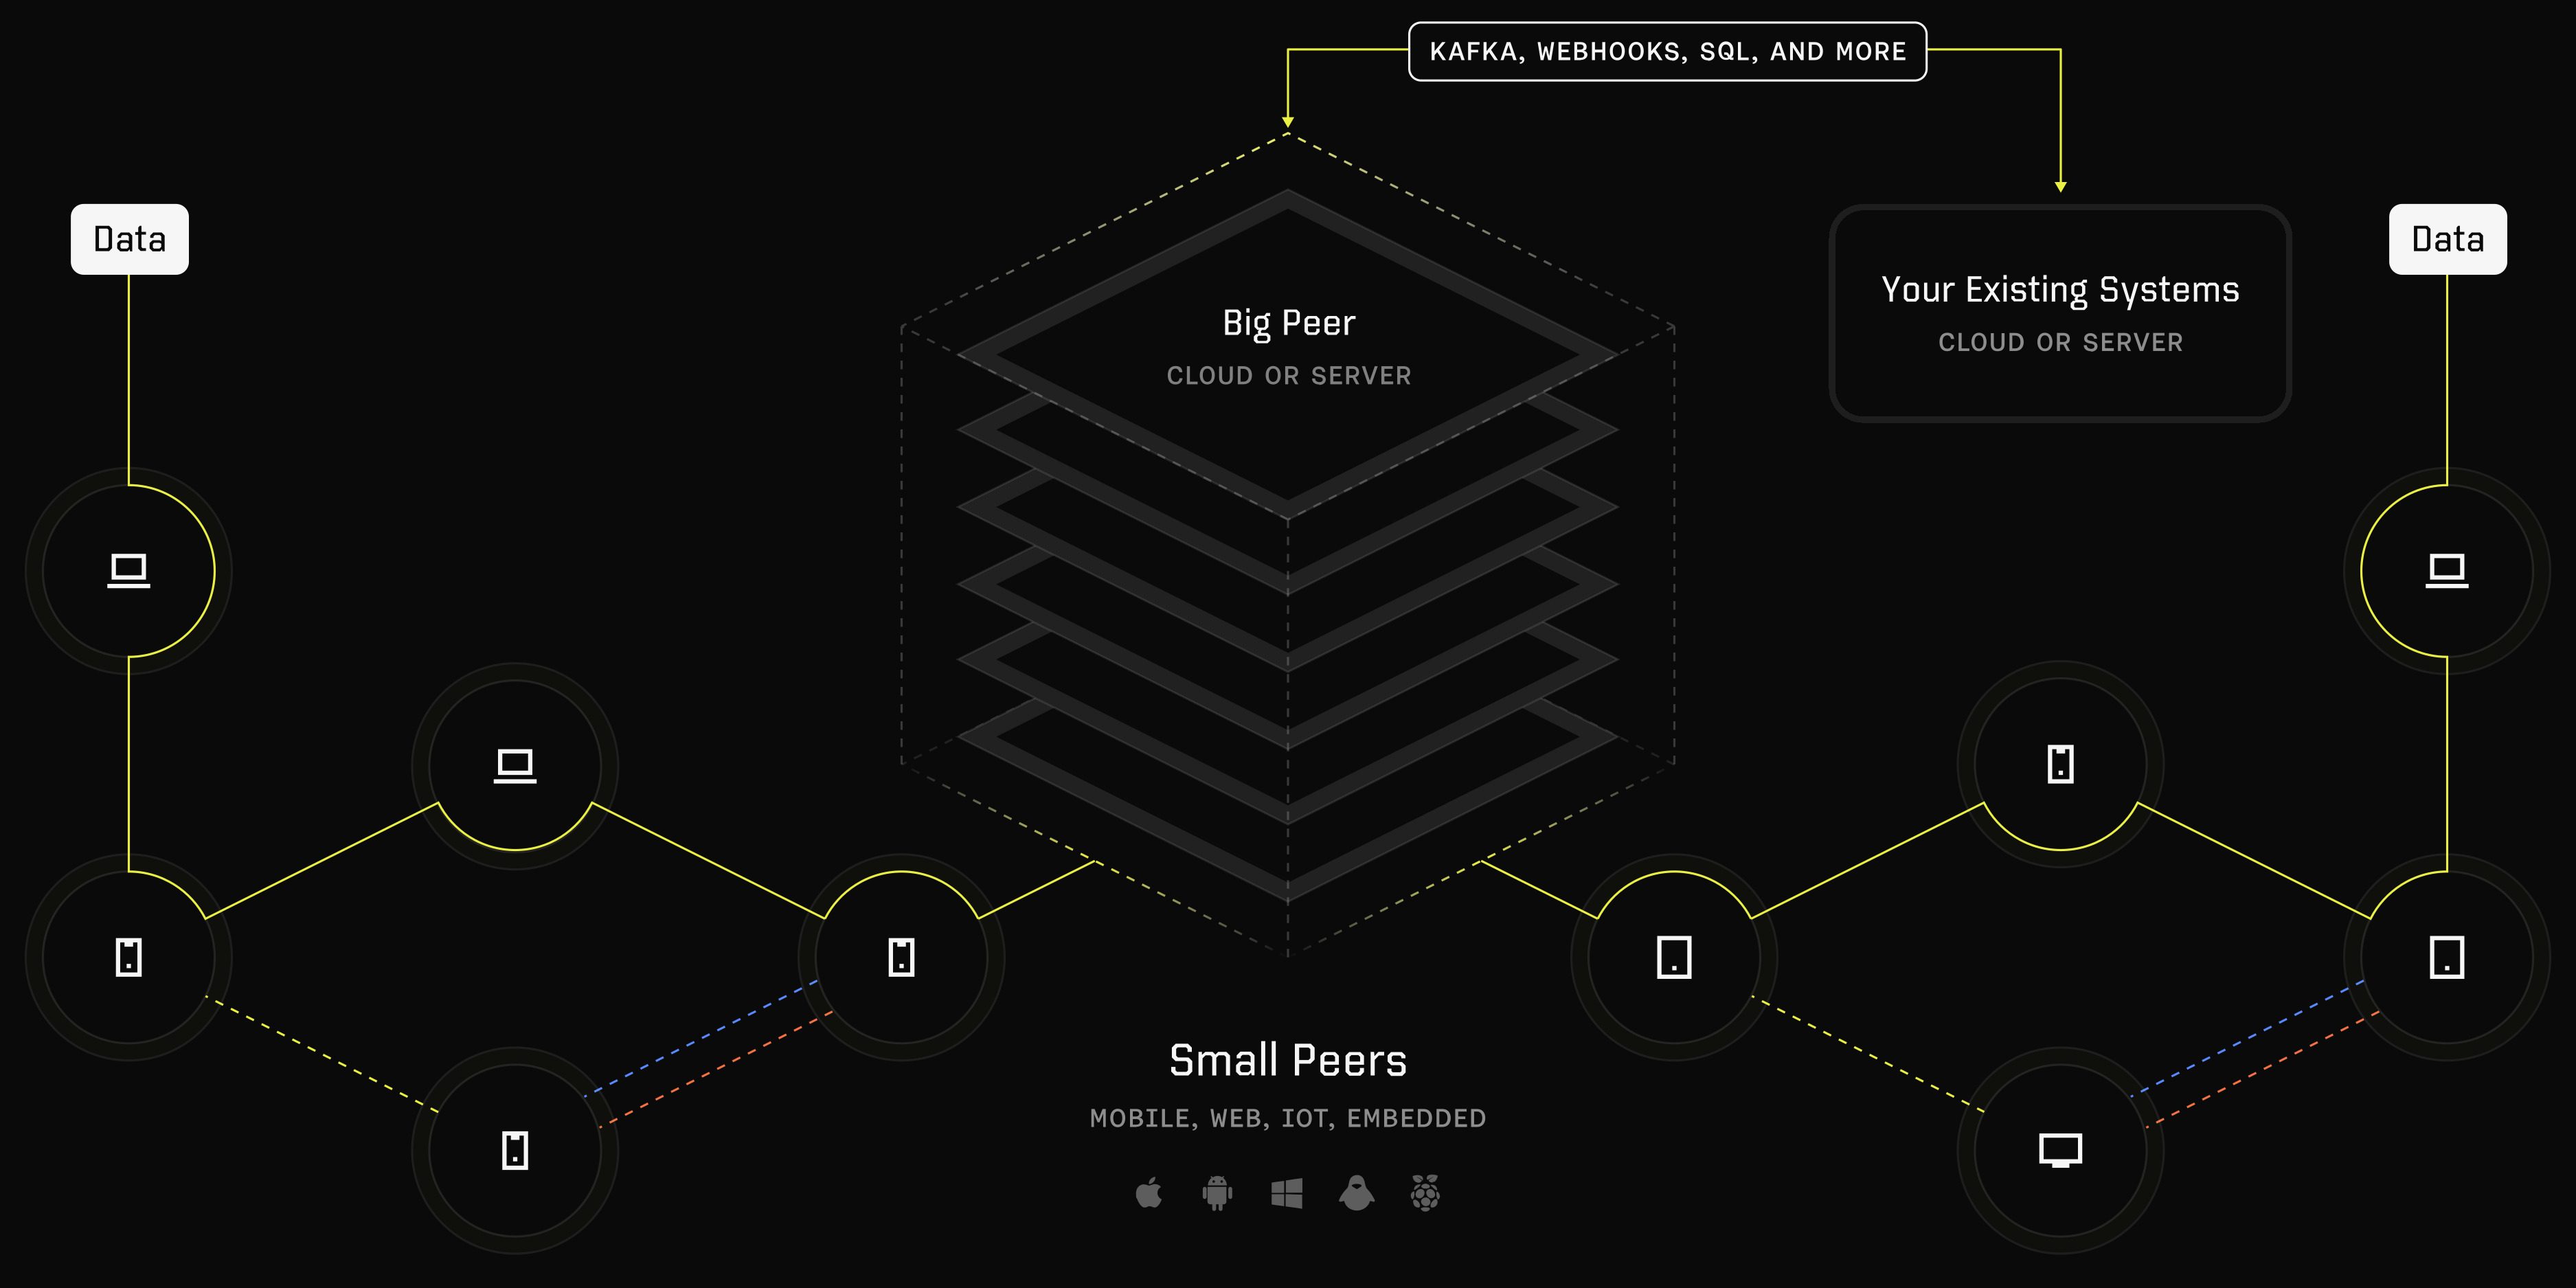 KAFKA, WEBHOOKS, SQL, AND MORE
Data
Big Peer
CLOUD OR SERVER
Your Existing Systems
CLOUD OR SERVER
Data
Small Peers
MOBILE, WEB, IOT, EMBEDDED